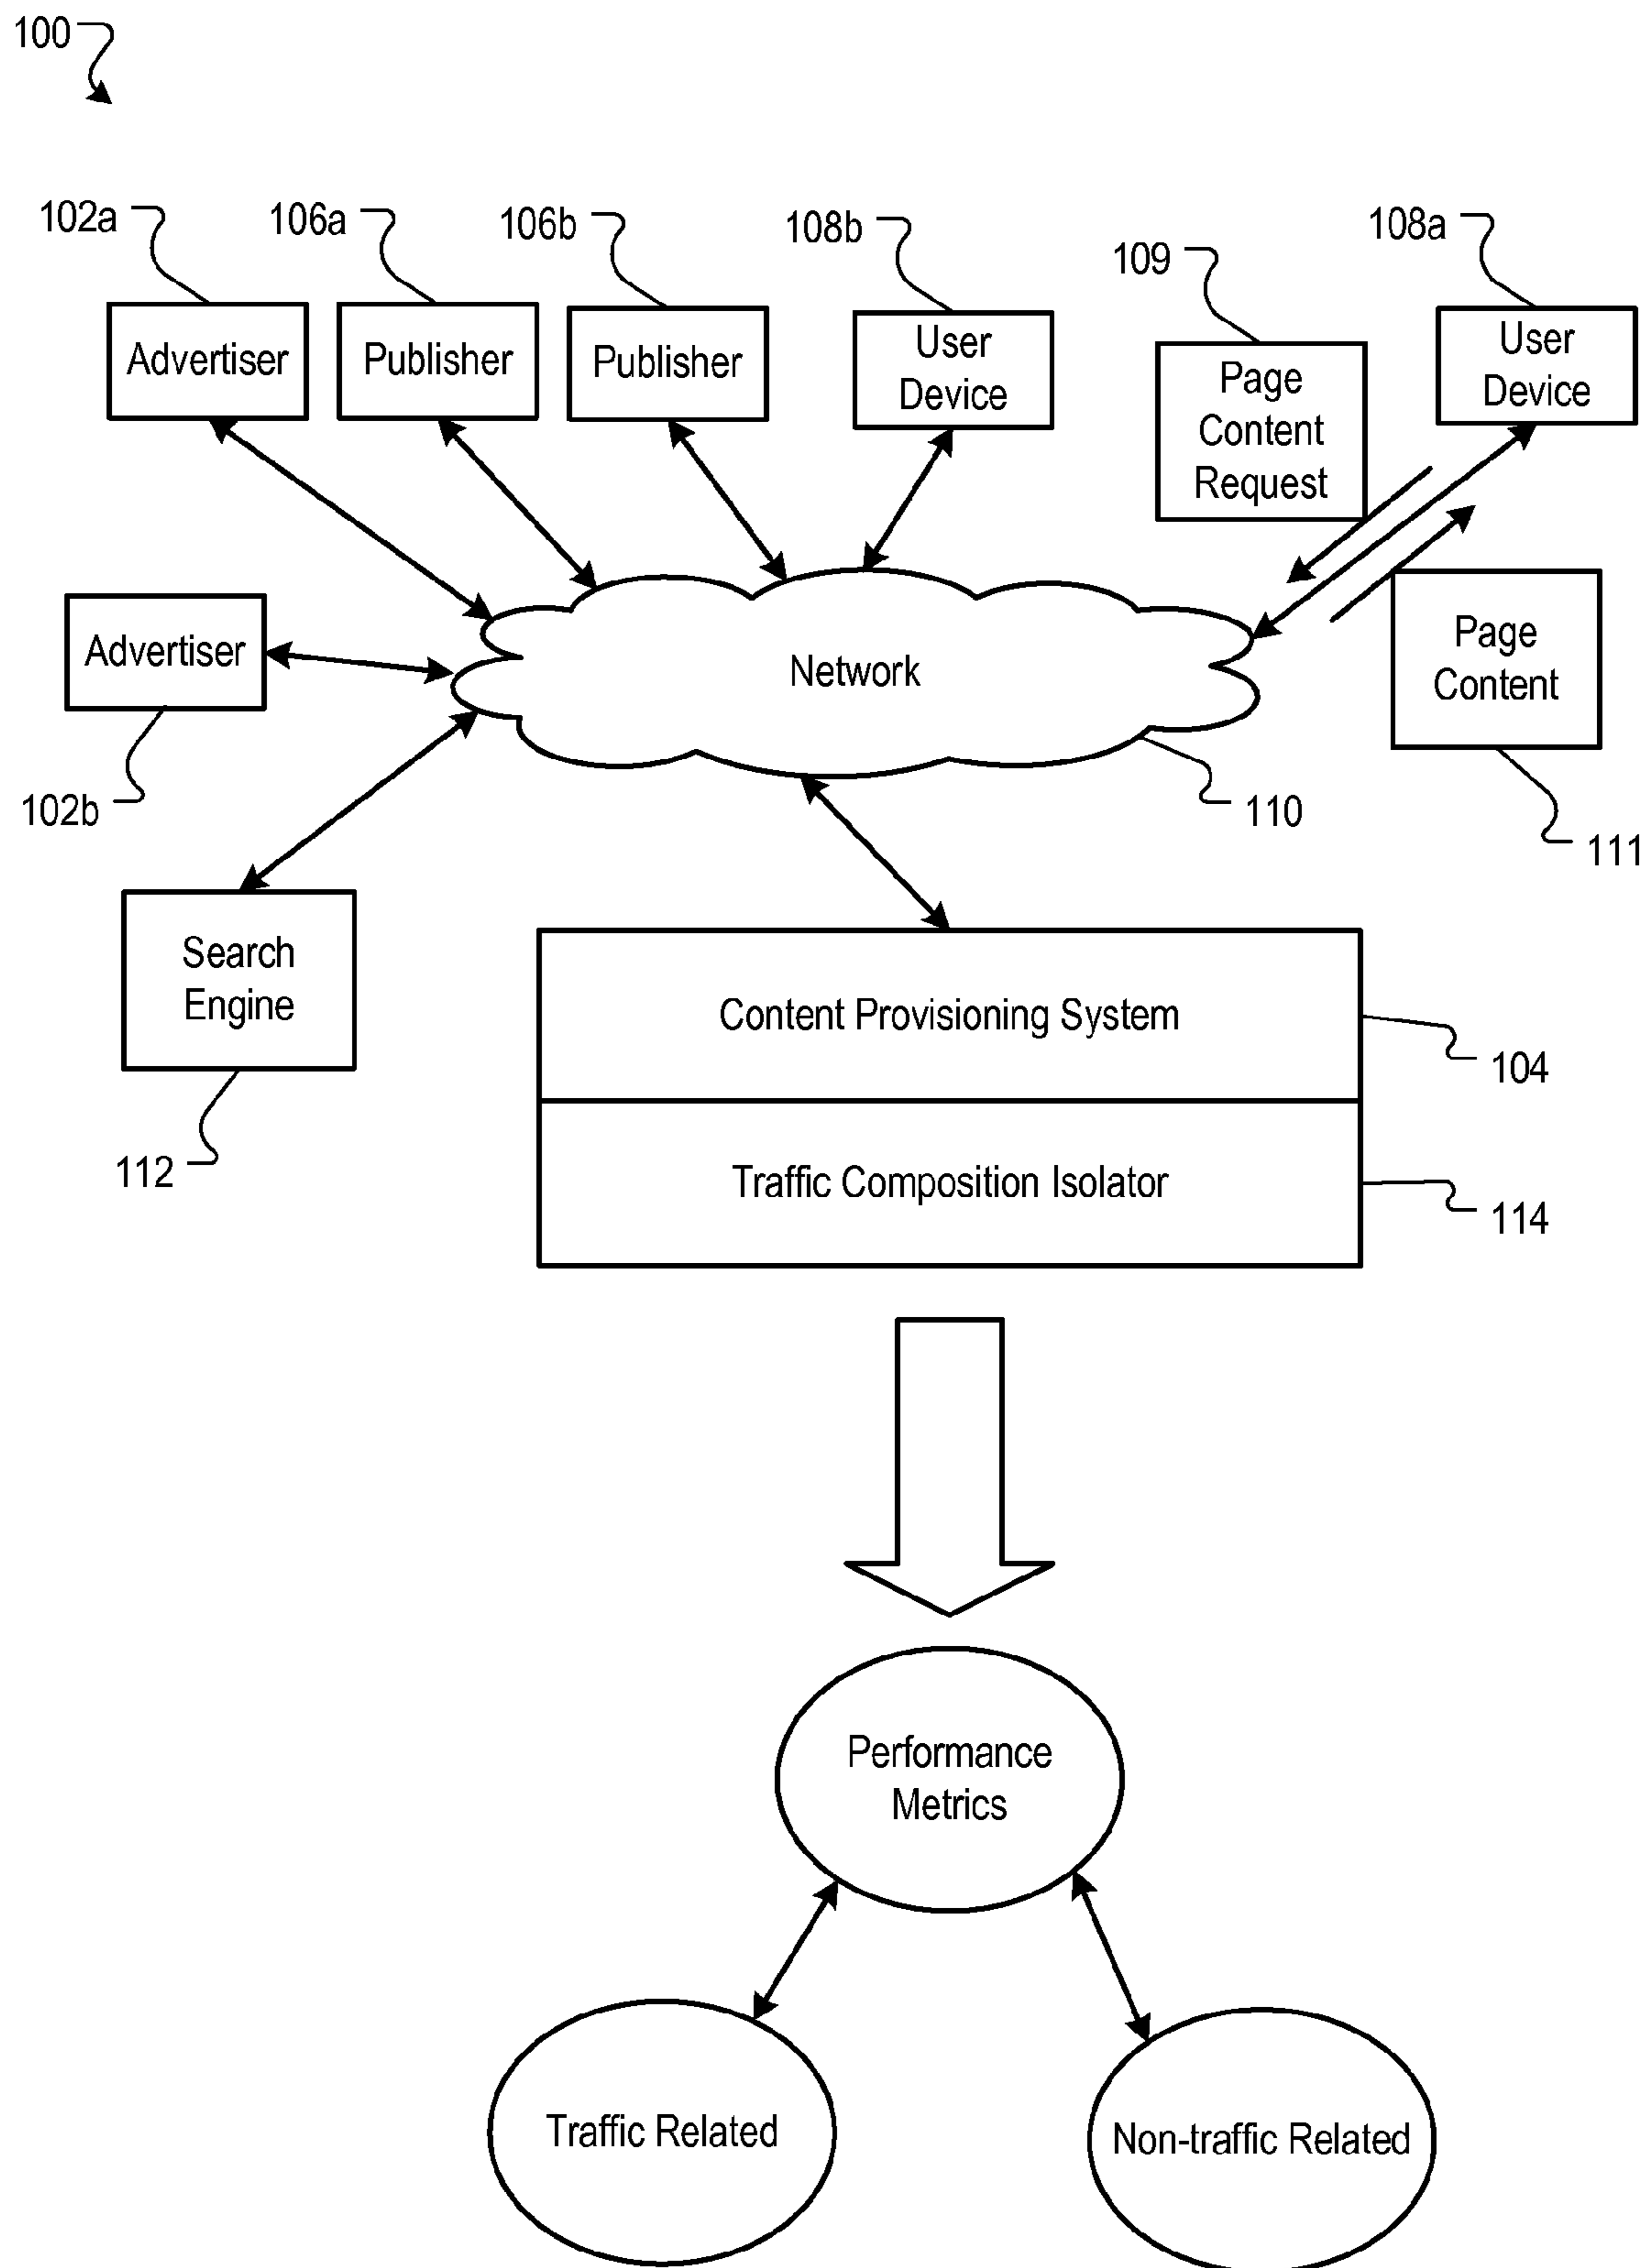 100
102a
106a
106b
108b
109
108a
Advertiser
Publisher
Publisher
User
Device
Page
Content
Request
User
Device
Advertiser
Network
Page
Content
102b
110
111
Search
Engine
Content Provisioning System
104
112
Traffic Composition Isolator
114
Performance
Metrics
Traffic Related
Non-traffic Related